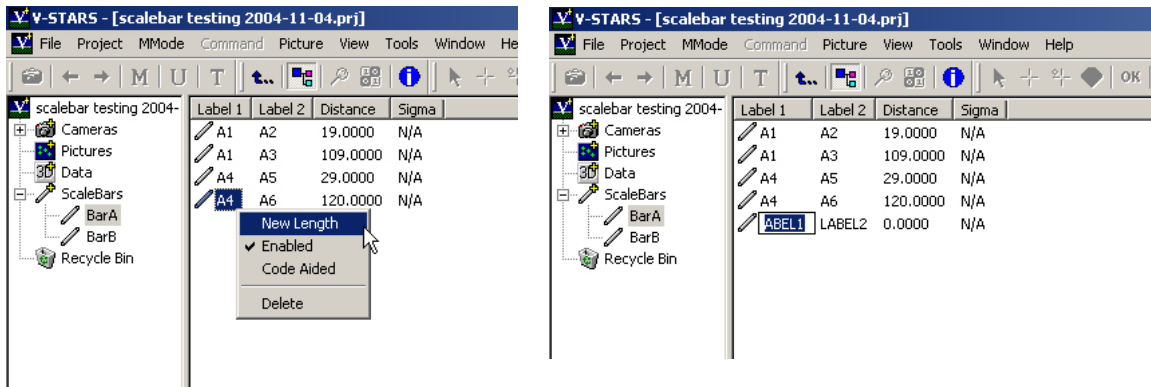 V-STARS - [scalebar testing 2004-11-04.prj]
File Project MMode Command Picture View Tools Window He
M U T t..
scalebar testing 2004-
Cameras
Pictures
3D Data
ScaleBars
BarA
BarB
Recycle Bin
Label 1 Label 2 Distance Sigma
A1 A2 19.0000 N/A
A1 A3 109.0000 N/A
A4 A5 29.0000 N/A
A4 A6 120.0000 N/A
New Length
Enabled
Code Aided
Delete
V-STARS - [scalebar testing 2004-11-04.prj]
File Project MMode Command Picture View Tools Window Help
M U T t.. OK
scalebar testing 2004-
Cameras
Pictures
3D Data
ScaleBars
BarA
BarB
Recycle Bin
Label 1 Label 2 Distance Sigma
A1 A2 19.0000 N/A
A1 A3 109.0000 N/A
A4 A5 29.0000 N/A
A4 A6 120.0000 N/A
ABEL1 LABEL2 0.0000 N/A